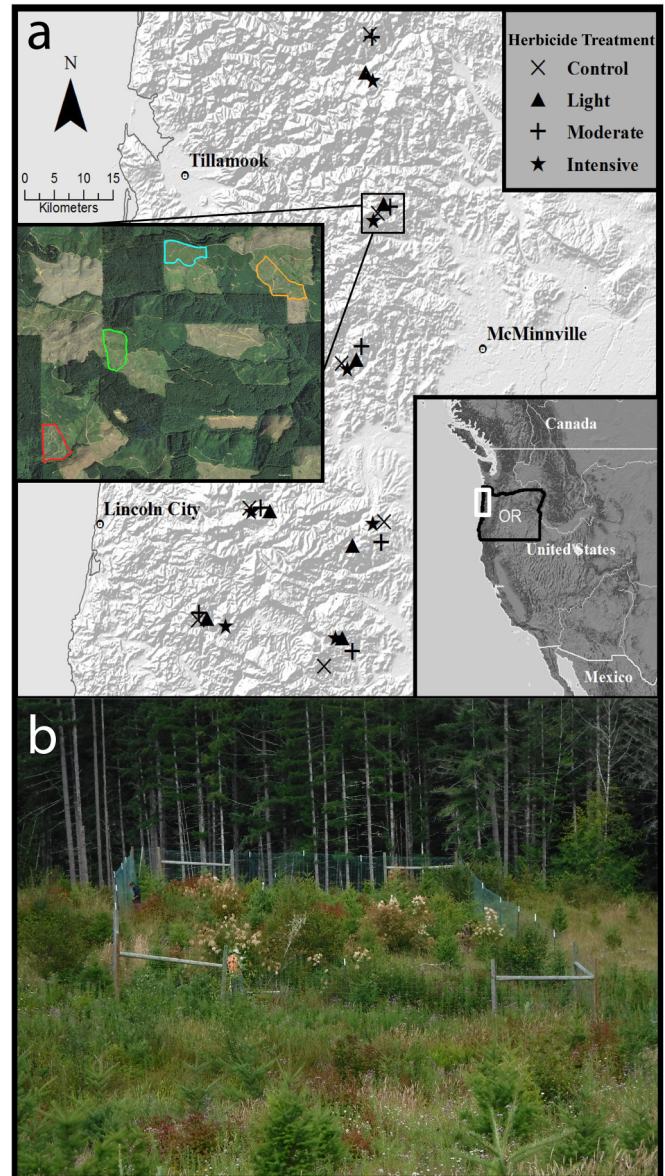 a
Herbicide Treatment
Control
Light
Moderate
Intensive
N
0 5 10 15
Kilometers
Tillamook
McMinnville
Lincoln City
Canada
OR
United States
Mexico
b